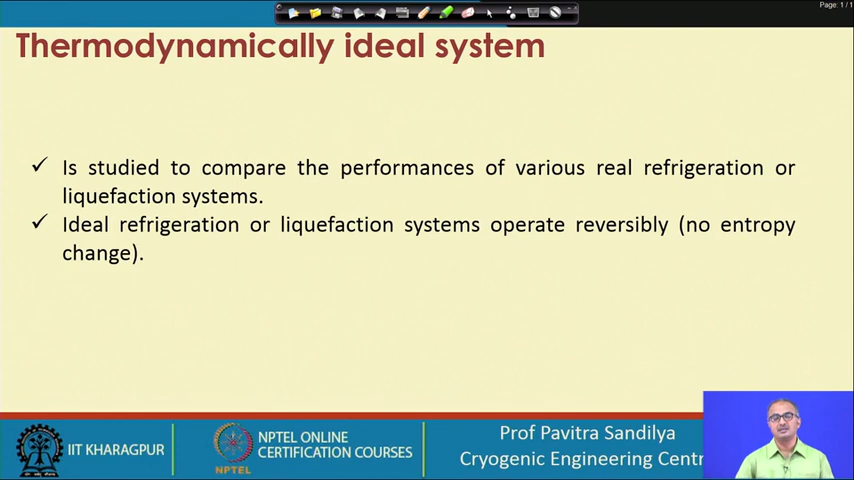 Page: 1 / 1
Thermodynamically ideal system
✓ Is studied to compare the performances of various real refrigeration or
liquefaction systems.
✓ Ideal refrigeration or liquefaction systems operate reversibly (no entropy
change).
IIT KHARAGPUR
NPTEL
NPTEL ONLINE
CERTIFICATION COURSES
Prof Pavitra Sandilya
Cryogenic Engineering Centr